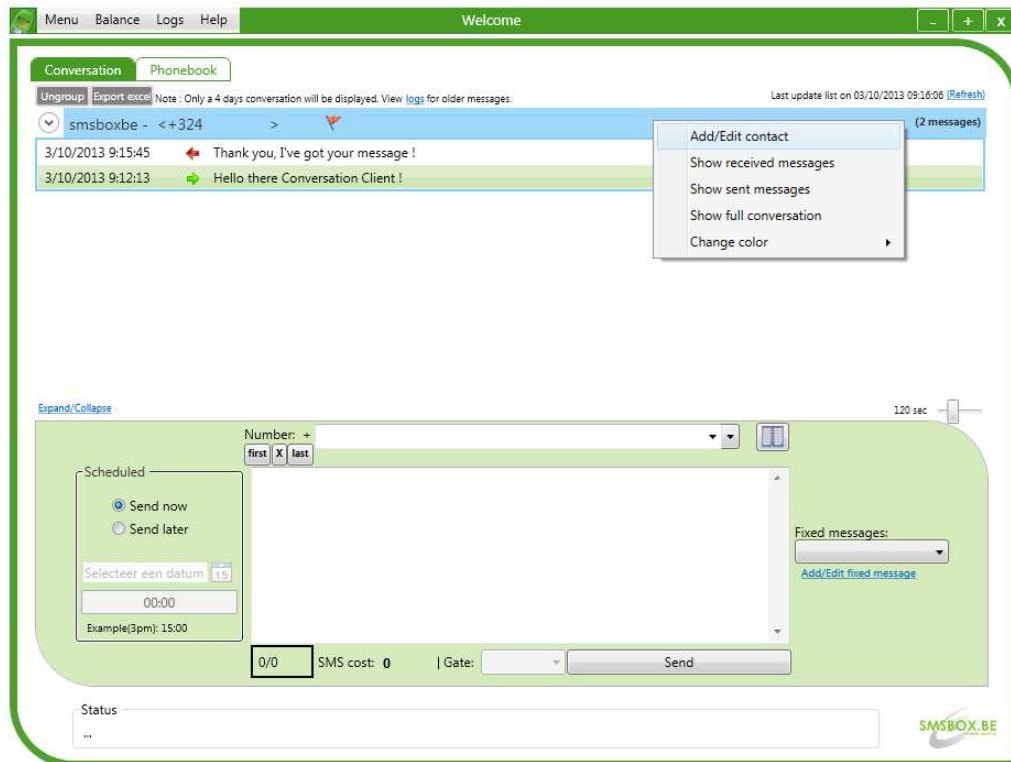 Menu Balance Logs Help Welcome - + x
Conversation Phonebook
Ungroup Export excel Note : Only a 4 days conversation will be displayed. View logs for older messages. Last update list on 03/10/2013 09:16:06 (Refresh)
smsboxbe - <+324 > (2 messages)
3/10/2013 9:15:45 Thank you, I've got your message !
3/10/2013 9:12:13 Hello there Conversation Client !
Add/Edit contact
Show received messages
Show sent messages
Show full conversation
Change color
Expand/Collapse 120 sec
Number: +
first X last
Scheduled
Send now
Send later
Selecteer een datum 15
00:00
Example(3pm): 15:00
Fixed messages:
Add/Edit fixed message
0/0 SMS cost: 0 | Gate: Send
Status
...
SMSBOX.BE